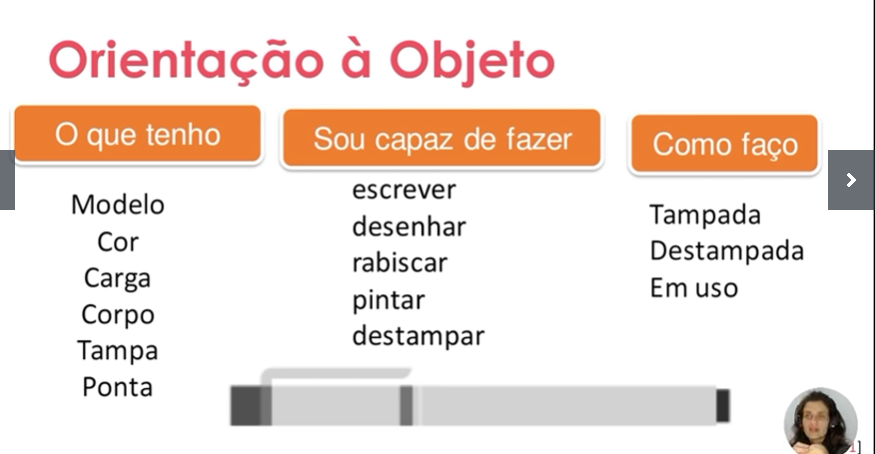 Orientação à Objeto
O que tenho
Modelo
Cor
Carga
Corpo
Tampa
Ponta
Sou capaz de fazer
escrever
desenhar
rabiscar
pintar
destampar
Como faço
Tampada
Destampada
Em uso
1]